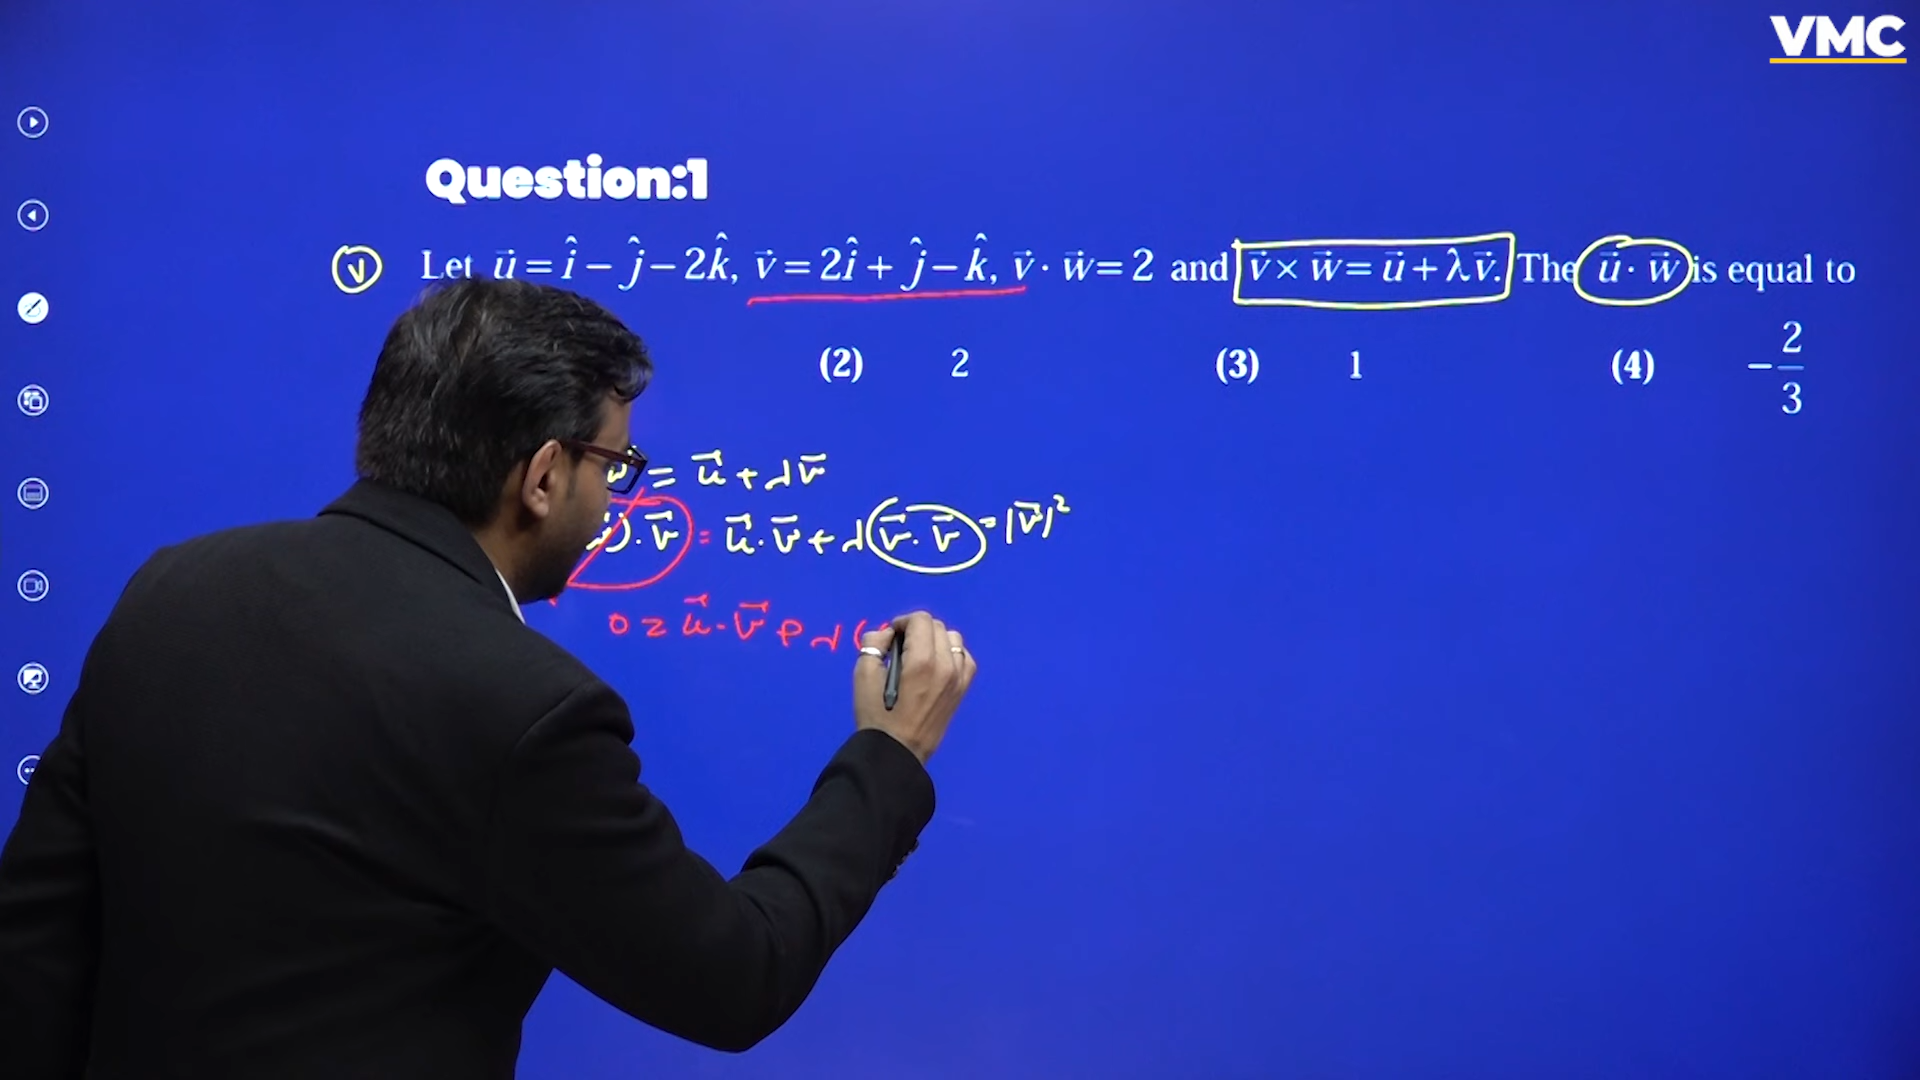 VMC
Question:1
(v) Let u⃗ = î − ĵ − 2k̂, v⃗ = 2î + ĵ − k̂, v⃗ · w⃗ = 2 and v⃗ × w⃗ = u⃗ + λv⃗. The u⃗ · w⃗ is equal to
(2) 2 (3) 1 (4) −2/3
w⃗ = u⃗ + λv̄
) · v⃗ = u⃗ · v̄ + λ v⃗ · v⃗ = |v⃗|²
0 = u⃗ · v⃗ + λ (